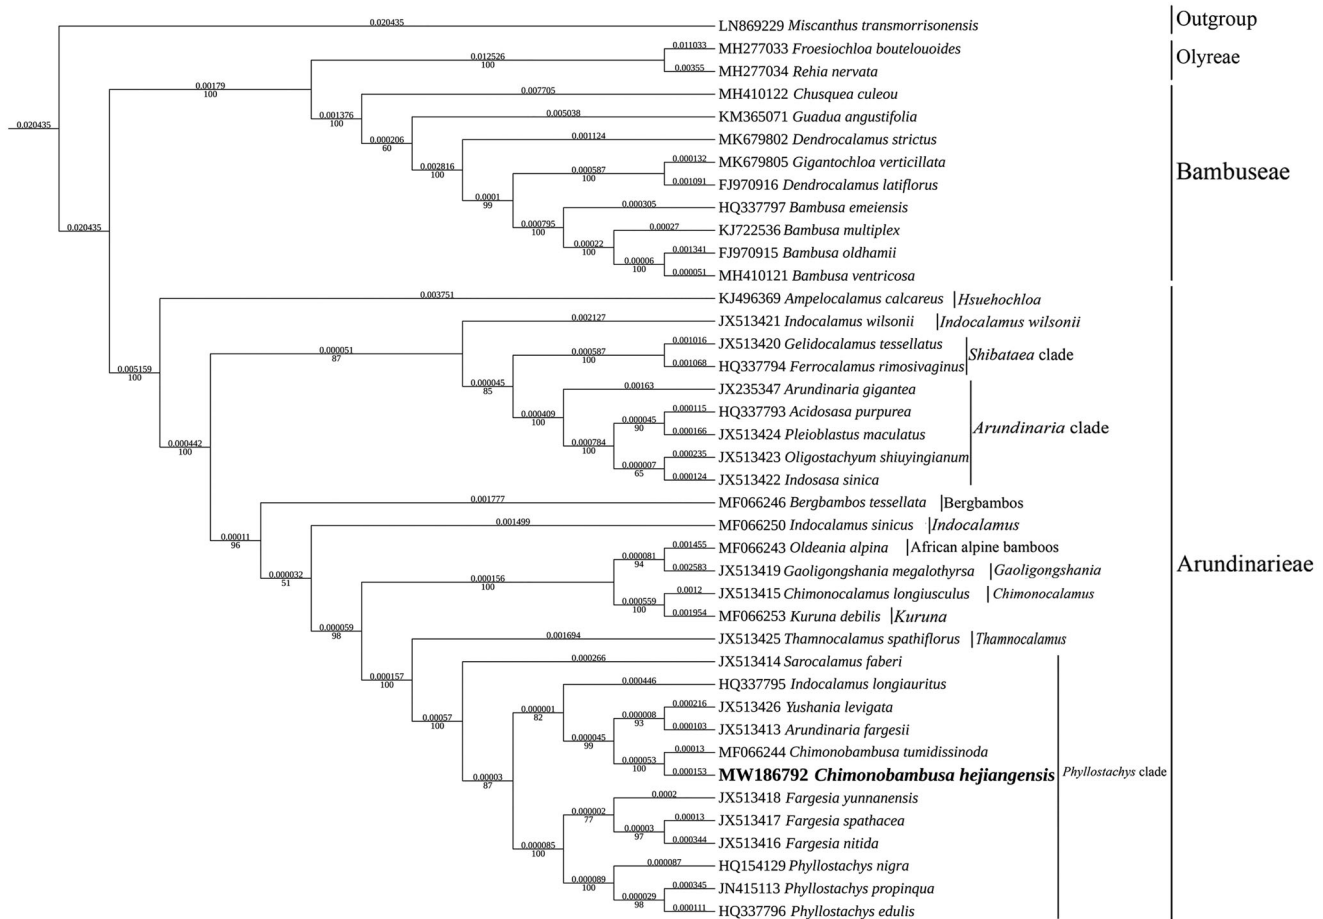 0.020435
LN869229 Miscanthus transmorrisonensis
Outgroup
0.011033
MH277033 Froesiochloa boutelouoides
0.012526
100
Olyreae
0.00355
MH277034 Rehia nervata
0.00179
100
0.007705
MH410122 Chusquea culeou
0.001376
100
0.005038
KM365071 Guadua angustifolia
0.020435
0.000206
60
0.001124
MK679802 Dendrocalamus strictus
0.002816
100
0.000132
MK679805 Gigantochloa verticillata
0.000587
100
Bambuseae
0.001091
FJ970916 Dendrocalamus latiflorus
0.0001
99
0.000305
HQ337797 Bambusa emeiensis
0.000795
100
0.00027
KJ722536 Bambusa multiplex
0.020435
0.00022
100
0.001341
FJ970915 Bambusa oldhamii
0.00006
100
0.000051
MH410121 Bambusa ventricosa
0.003751
KJ496369 Ampelocalamus calcareus
Hsuehochloa
0.002127
JX513421 Indocalamus wilsonii
Indocalamus wilsonii
0.000051
87
0.001016
JX513420 Gelidocalamus tessellatus
0.000587
100
Shibataea clade
0.005159
100
0.001068
HQ337794 Ferrocalamus rimosivaginus
0.000045
85
0.00163
JX235347 Arundinaria gigantea
0.000409
100
0.000115
HQ337793 Acidosasa purpurea
0.000045
90
Arundinaria clade
0.000166
JX513424 Pleioblastus maculatus
0.000442
100
0.000784
100
0.000235
JX513423 Oligostachyum shiuyingianum
0.000007
65
0.000124
JX513422 Indosasa sinica
0.001777
MF066246 Bergbambos tessellata
Bergbambos
0.00011
96
0.001499
MF066250 Indocalamus sinicus
Indocalamus
0.001455
MF066243 Oldeania alpina
African alpine bamboos
0.000081
94
Arundinarieae
0.002583
JX513419 Gaoligongshania megalothyrsa
Gaoligongshania
0.000032
51
0.000156
100
0.0012
JX513415 Chimonocalamus longiusculus
Chimonocalamus
0.000559
100
0.001954
MF066253 Kuruna debilis
Kuruna
0.000059
98
0.001694
JX513425 Thamnocalamus spathiflorus
Thamnocalamus
0.000266
JX513414 Sarocalamus faberi
0.000157
100
0.000446
HQ337795 Indocalamus longiauritus
0.000216
JX513426 Yushania levigata
0.000001
82
0.000008
93
0.00057
100
0.000103
JX513413 Arundinaria fargesii
0.000045
99
0.00013
MF066244 Chimonobambusa tumidissinoda
0.000053
100
Phyllostachys clade
0.000153
MW186792 Chimonobambusa hejiangensis
0.00003
87
0.0002
JX513418 Fargesia yunnanensis
0.000002
77
0.00013
JX513417 Fargesia spathacea
0.00003
97
0.000344
JX513416 Fargesia nitida
0.000085
100
0.000087
HQ154129 Phyllostachys nigra
0.000089
100
0.000345
JN415113 Phyllostachys propinqua
0.000029
98
0.000111
HQ337796 Phyllostachys edulis